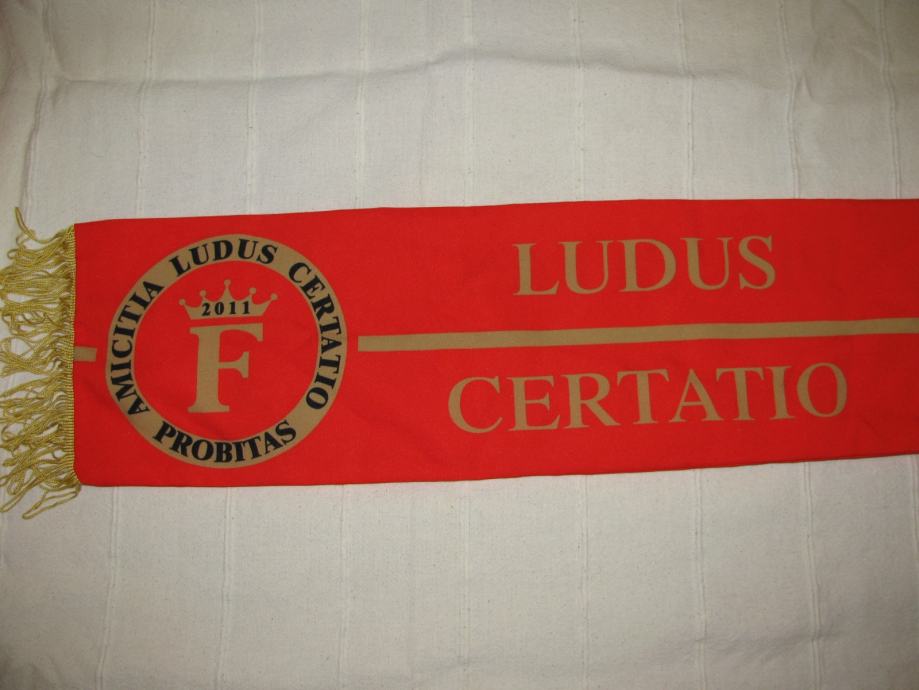 AMICITIA LUDUS CERTATIO
PROBITAS
2011
F
LUDUS
CERTATIO